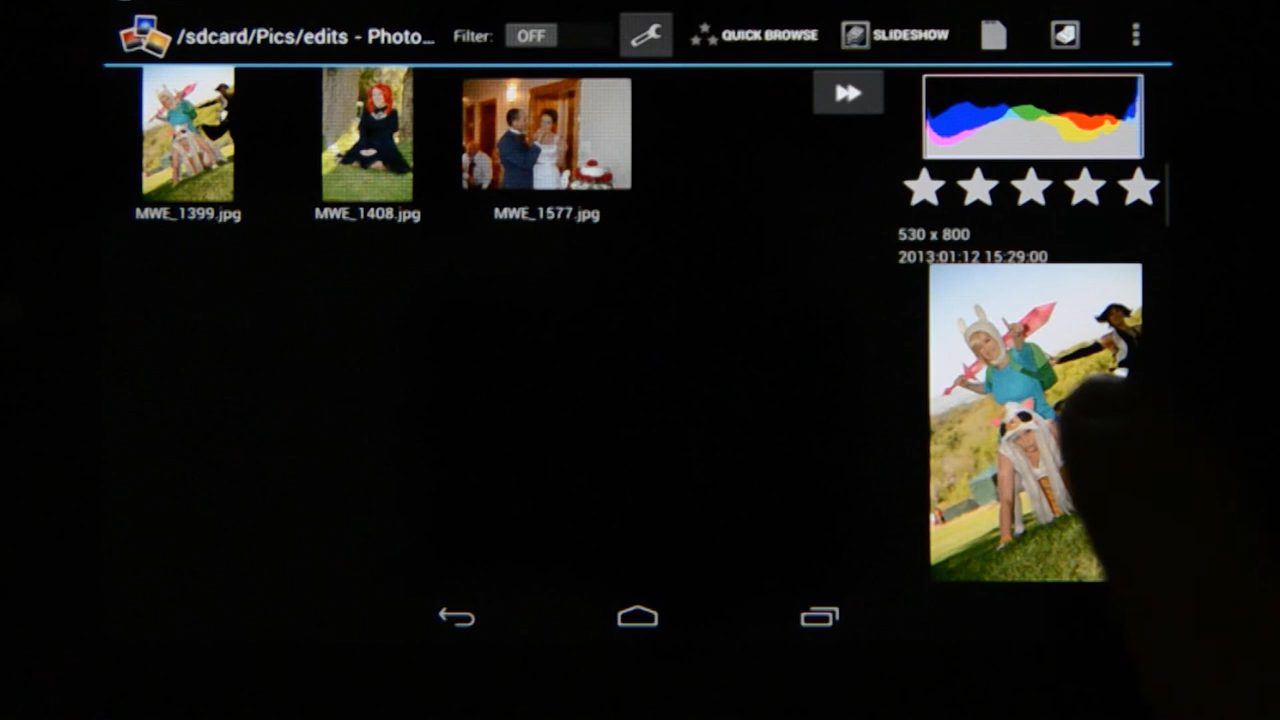 /sdcard/Pics/edits - Photo... Filter: OFF QUICK BROWSE SLIDESHOW
MWE_1399.jpg MWE_1408.jpg MWE_1577.jpg
530 x 800
2013:01:12 15:29:00